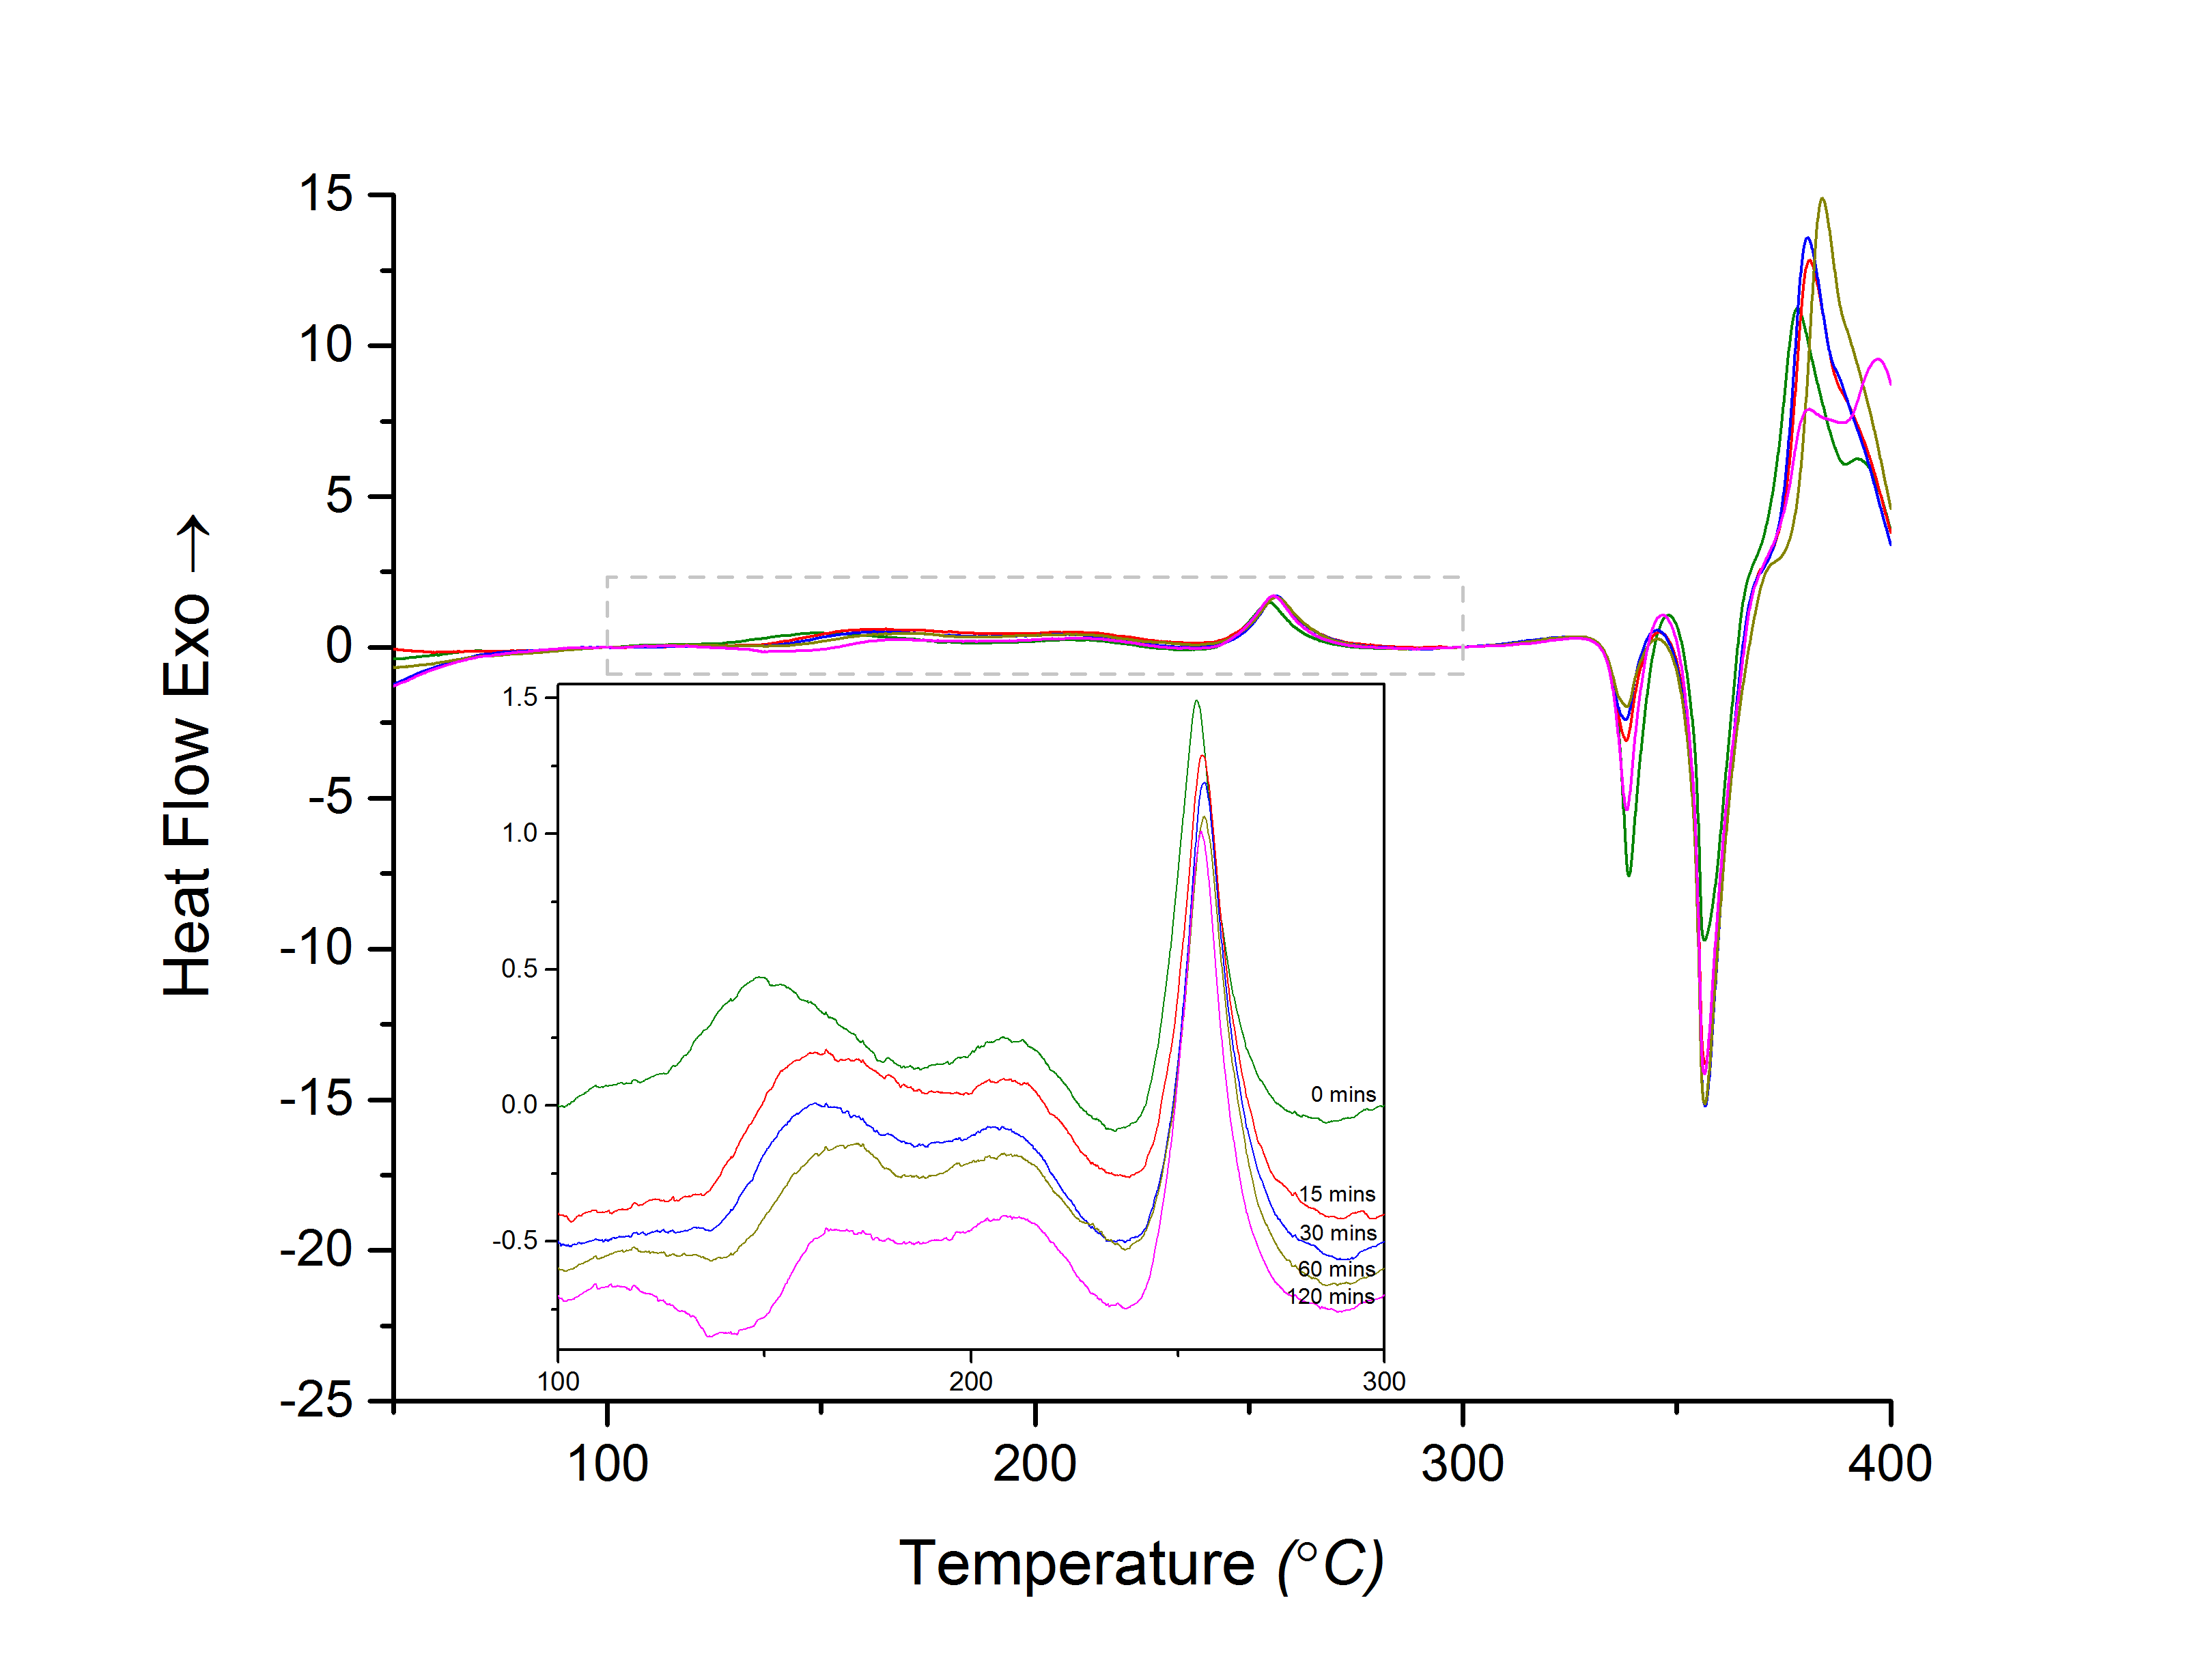 15
10
5
0
-5
-10
-15
-20
-25
Heat Flow Exo →
1.5
1.0
0.5
0.0
-0.5
0 mins
15 mins
30 mins
60 mins
120 mins
100 200 300
100 200 300 400
Temperature (°C)